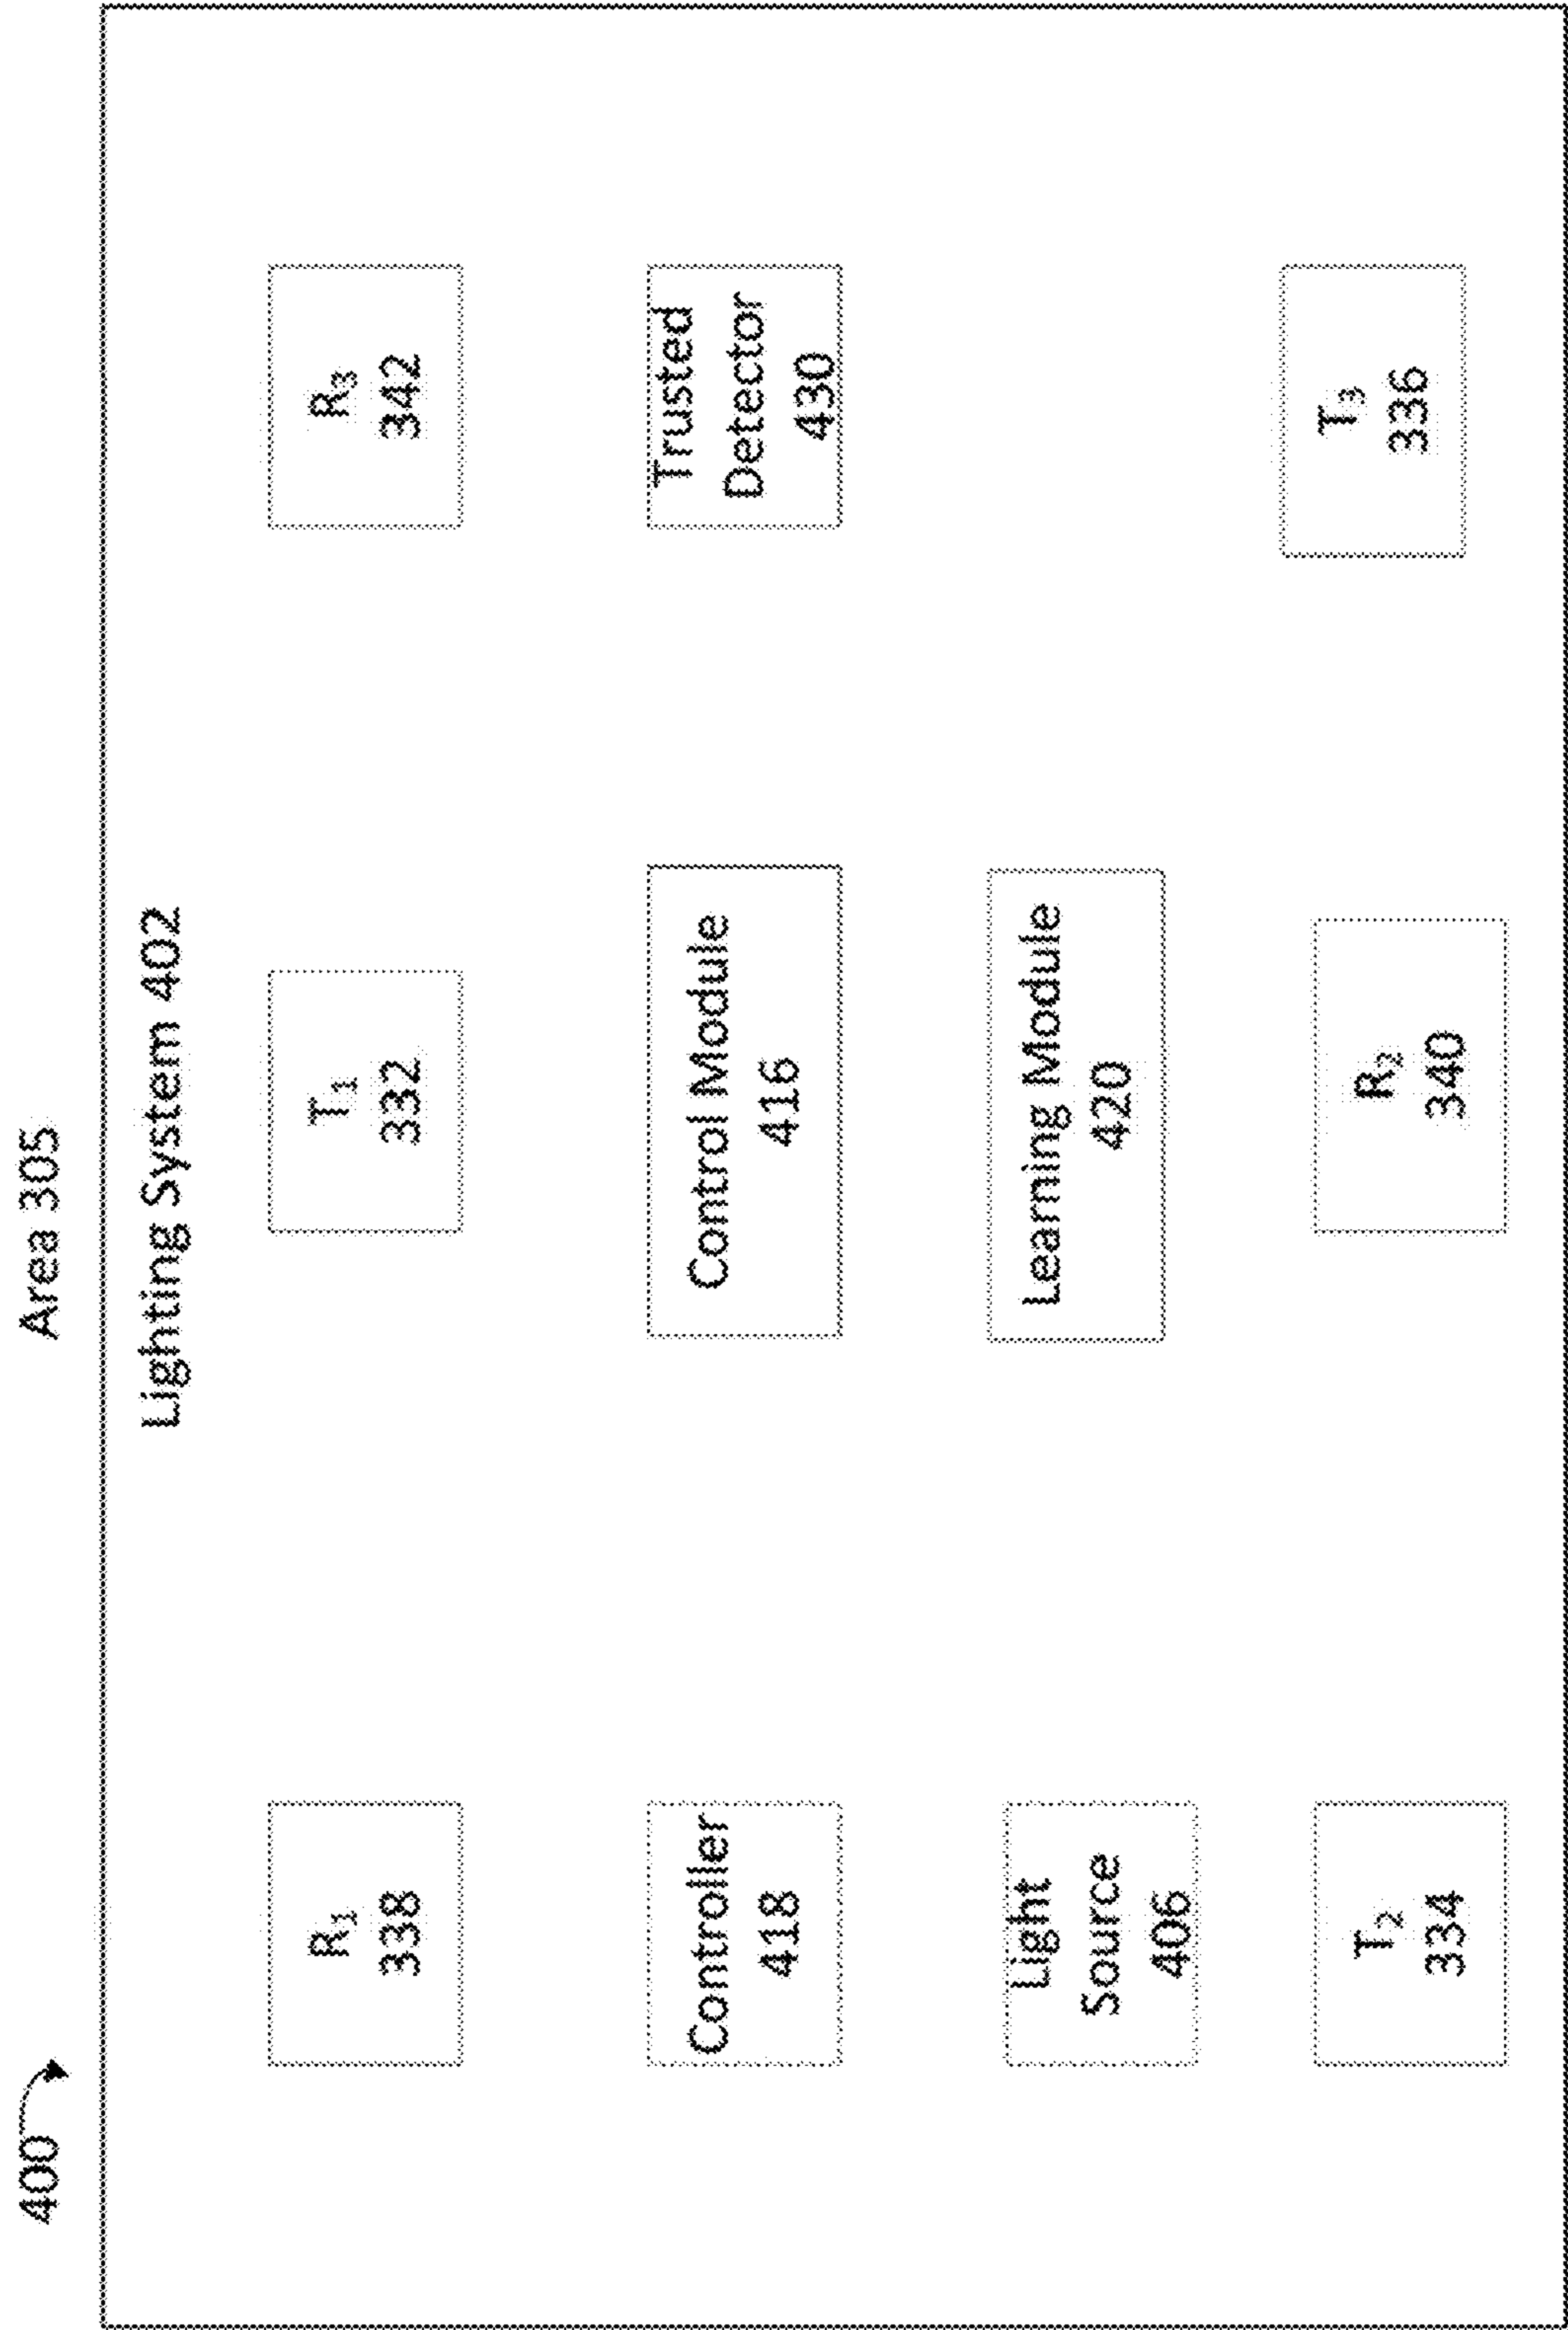 400
Area 305
Lighting System 402
R1
338
T1
332
R3
342
Controller
418
Control Module
416
Trusted
Detector
430
Light
Source
406
Learning Module
420
T2
334
R2
340
T3
336